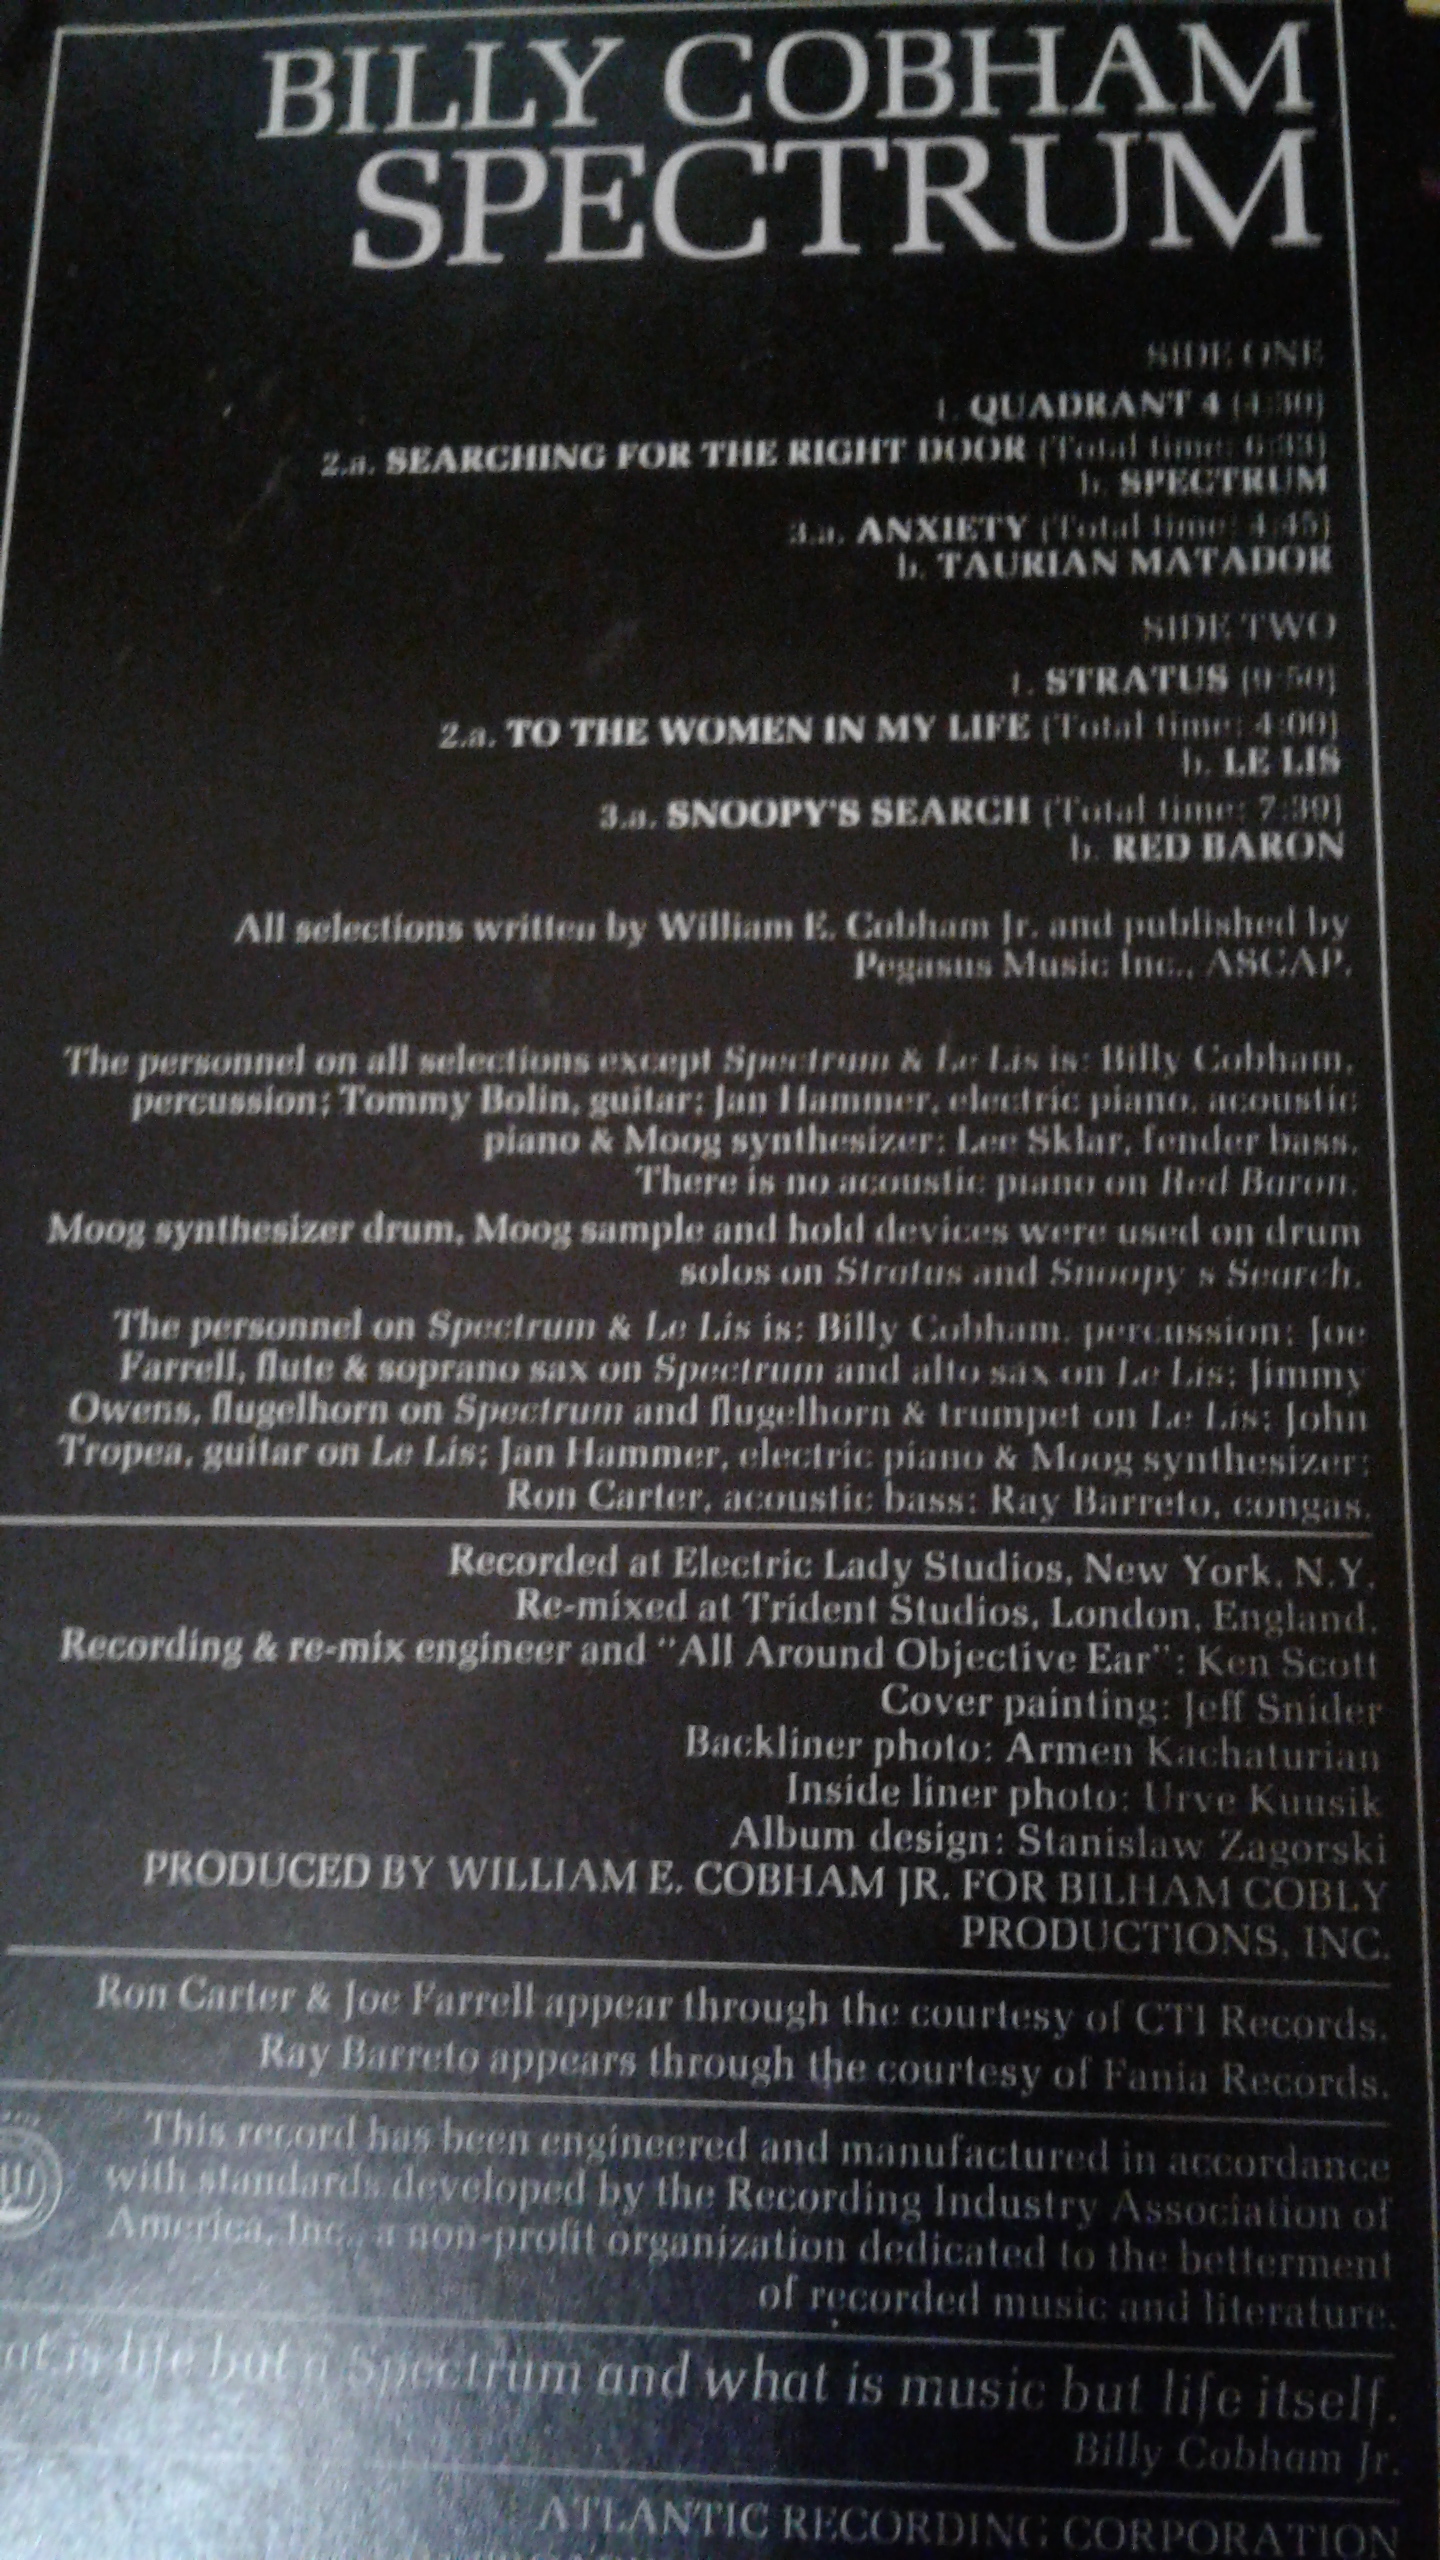 BILLY COBHAM
SPECTRUM
SIDE ONE
1. QUADRANT 4 (4:30)
2.a. SEARCHING FOR THE RIGHT DOOR (Total time: 6:33)
b. SPECTRUM
3.a. ANXIETY (Total time: 4:45)
b. TAURIAN MATADOR
SIDE TWO
1. STRATUS (9:50)
2.a. TO THE WOMEN IN MY LIFE (Total time: 4:00)
b. LE LIS
3.a. SNOOPY'S SEARCH (Total time: 7:39)
b. RED BARON
All selections written by William E. Cobham Jr. and published by
Pegasus Music Inc., ASCAP.
The personnel on all selections except Spectrum & Le Lis is: Billy Cobham,
percussion; Tommy Bolin, guitar; Jan Hammer, electric piano, acoustic
piano & Moog synthesizer; Lee Sklar, fender bass.
There is no acoustic piano on Red Baron.
Moog synthesizer drum, Moog sample and hold devices were used on drum
solos on Stratus and Snoopy's Search.
The personnel on Spectrum & Le Lis is: Billy Cobham, percussion; Joe
Farrell, flute & soprano sax on Spectrum and alto sax on Le Lis; Jimmy
Owens, flugelhorn on Spectrum and flugelhorn & trumpet on Le Lis; John
Tropea, guitar on Le Lis; Jan Hammer, electric piano & Moog synthesizer;
Ron Carter, acoustic bass; Ray Barreto, congas.
Recorded at Electric Lady Studios, New York, N.Y.
Re-mixed at Trident Studios, London, England.
Recording & re-mix engineer and "All Around Objective Ear": Ken Scott
Cover painting: Jeff Snider
Backliner photo: Armen Kachaturian
Inside liner photo: Urve Kuusik
Album design: Stanislaw Zagorski
PRODUCED BY WILLIAM E. COBHAM JR. FOR BILHAM COBLY
PRODUCTIONS, INC.
Ron Carter & Joe Farrell appear through the courtesy of CTI Records.
Ray Barreto appears through the courtesy of Fania Records.
This record has been engineered and manufactured in accordance
with standards developed by the Recording Industry Association of
America, Inc., a non-profit organization dedicated to the betterment
of recorded music and literature.
is life but a Spectrum and what is music but life itself.
Billy Cobham Jr.
ATLANTIC RECORDING CORPORATION